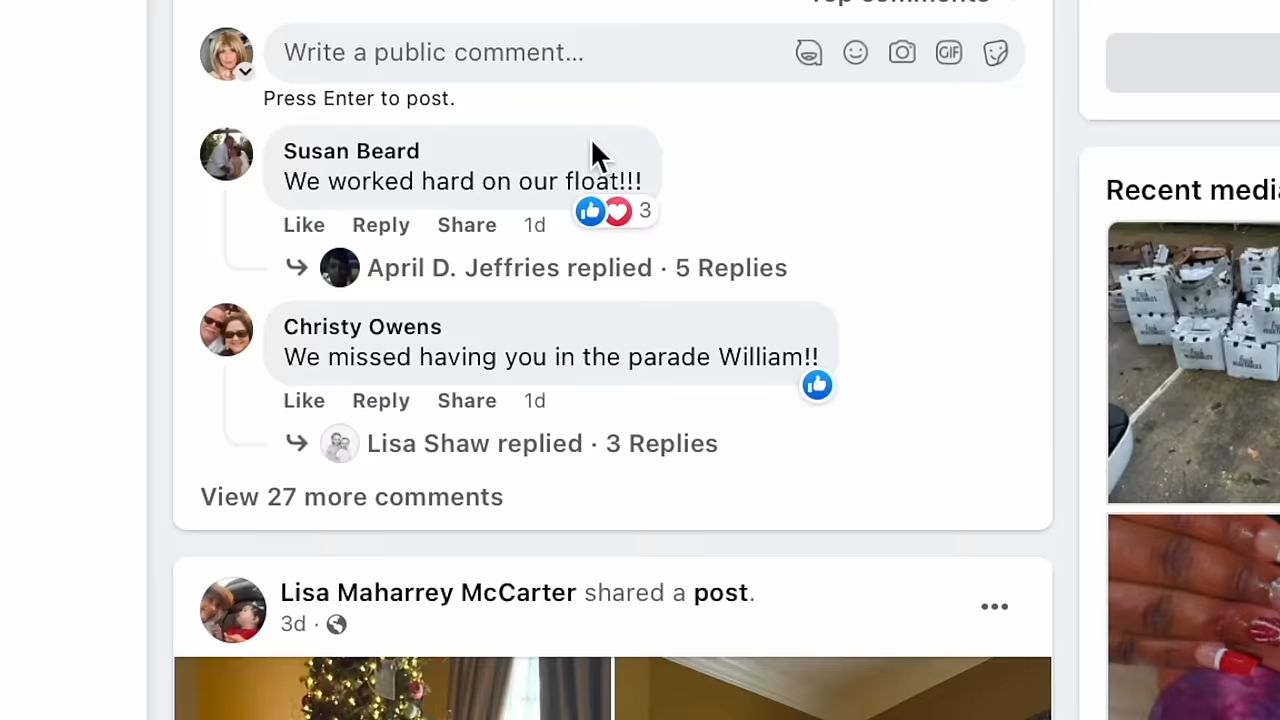 Top comments
Write a public comment...
GIF
Press Enter to post.
Susan Beard
We worked hard on our float!!!
Like Reply Share 1d
3
April D. Jeffries replied · 5 Replies
Christy Owens
We missed having you in the parade William!!
Like Reply Share 1d
Lisa Shaw replied · 3 Replies
View 27 more comments
Lisa Maharrey McCarter shared a post.
3d ·
Recent media